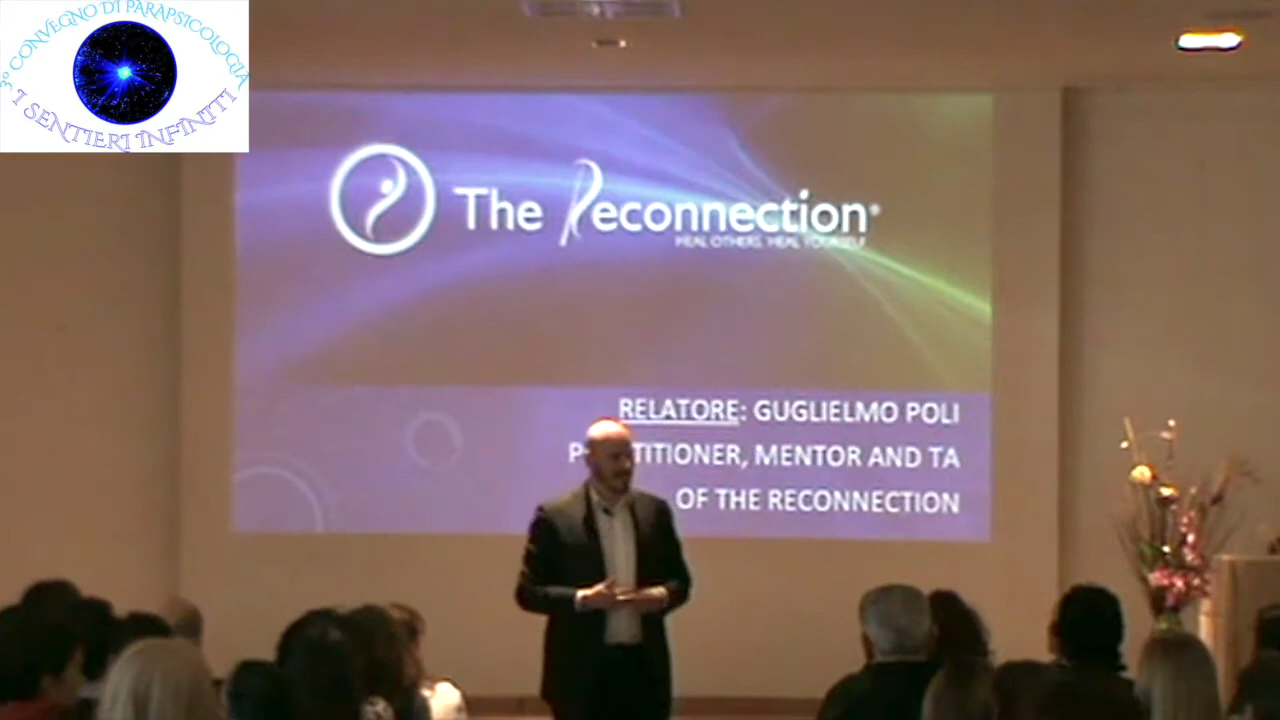 3° CONVEGNO DI PARAPSICOLOGIA
I SENTIERI INFINITI
The Reconnection®
HEAL OTHERS, HEAL YOURSELF
RELATORE: GUGLIELMO POLI
P TITIONER, MENTOR AND TA
OF THE RECONNECTION